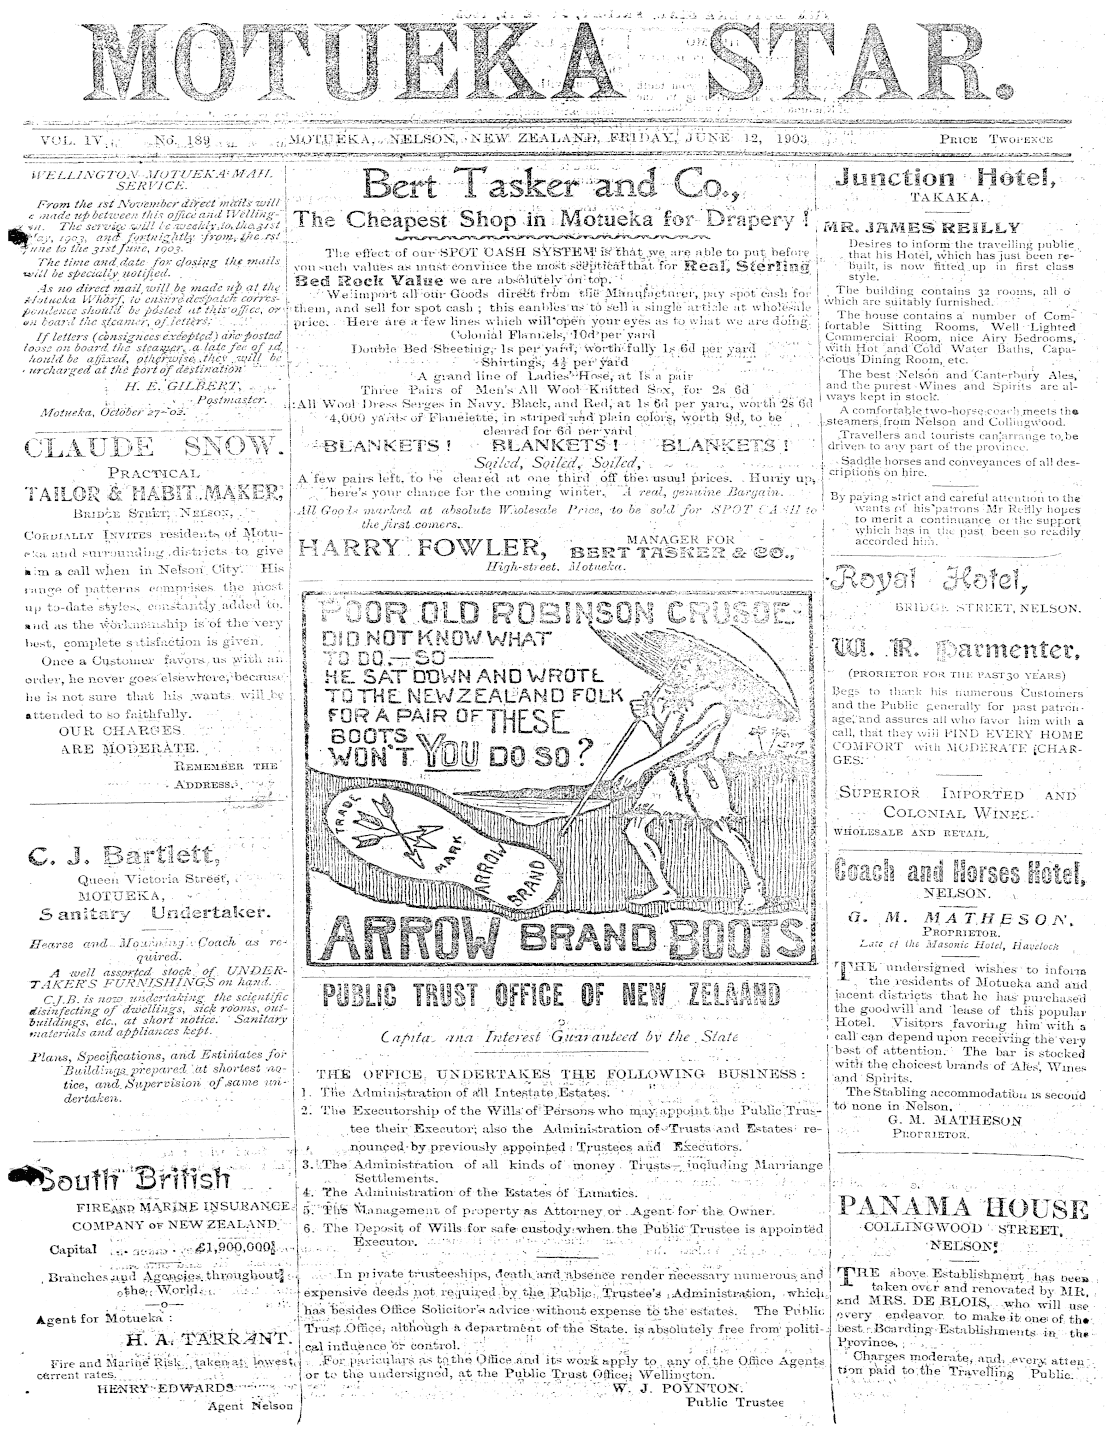 MOTUEKA STAR.
VOL. IV. No. 189 MOTUEKA, NELSON, NEW ZEALAND, FRIDAY, JUNE 12, 1903 PRICE TWOPENCE
WELLINGTON MOTUEKA MAIL
SERVICE.
From the 1st November direct mails will
made up between this office and Welling-
The service will be weekly to the 31st
May, 1903, and fortnightly from the 1st
June to the 31st June, 1903.
The time and date for closing the mails
will be specially notified.
As no direct mail will be made up at the
Motueka Wharf, to ensure despatch corres-
pondence should be posted at this office, or
on board the steamer, of letters.
If letters (consignees excepted) are posted
loose on board the steamer, a late fee of 1d,
should be affixed, otherwise they will be
surcharged at the port of destination
H. E. GILBERT,
Postmaster.
Motueka, October 27-02.
CLAUDE SNOW.
PRACTICAL
TAILOR & HABIT MAKER,
BRIDGE STRET, NELSON,
CORDIALLY INVITES residents of Motu-
eka and surrounding districts to give
him a call when in Nelson City. His
range of patterns comprises the most
up to-date styles, constantly added to,
and as the workmanship is of the very
best, complete satisfaction is given.
Once a Customer favors us with an
order, he never goes elsewhere, because
he is not sure that his wants will be
attended to so faithfully.
OUR CHARGES
ARE MODERATE.
REMEMBER THE
ADDRESS.
C. J. Bartlett,
Queen Victoria Street,
MOTUEKA,
Sanitary Undertaker.
Hearse and Mourning Coach as re-
quired.
A well assorted stock of UNDER-
TAKER'S FURNISHINGS on hand.
C.J.B. is now undertaking the scientific
disinfecting of dwellings, sick rooms, out-
buildings, etc., at short notice. Sanitary
materials and appliances kept.
Plans, Specifications, and Estimates for
Buildings prepared at shortest no-
tice, and Supervision of same un-
dertaken.
South British
FIRE AND MARINE INSURANCE
COMPANY OF NEW ZEALAND
Capital £1,900,000
Branches and Agencies throughout
the World.
Agent for Motueka :
H. A. TARRANT.
Fire and Marine Risk taken at lowest
current rates.
HENRY EDWARDS
Agent Nelson
Bert Tasker and Co.,
The Cheapest Shop in Motueka for Drapery !
The effect of our SPOT CASH SYSTEM is that we are able to put before
you such values as must convince the most sceptical that for Real, Sterling
Bed Rock Value we are absolutely on top.
We import all our Goods direct from the Manufacturer, pay spot cash for
them, and sell for spot cash ; this eanbles us to sell a single article at wholesale
price. Here are a few lines which will open your eyes as to what we are doing
Colonial Flannels, 10d per yard
Double Bed Sheeting, 1s per yard, worth fully 1s 6d per yard
Shirtings, 4½ per yard
A grand line of Ladies' Hose, at 1s a pair
Three Pairs of Men's All Wool Knitted Sox, for 2s 6d
All Wool Dress Serges in Navy, Black, and Red, at 1s 6d per yard, worth 2s 6d
4,000 yards of Flanelette, in striped and plain colors, worth 9d, to be
cleared for 6d per yard
BLANKETS ! BLANKETS ! BLANKETS !
Soiled, Soiled, Soiled,
A few pairs left, to be cleared at one third off the usual prices. Hurry up,
here's your chance for the coming winter. A real, genuine Bargain.
All Goods marked at absolute Wholesale Price, to be so'd for SPOT CASH to
the first comers.
HARRY FOWLER, MANAGER FOR
BERT TASKER & CO.,
High-street, Motueka.
POOR OLD ROBINSON CRUSOE
DID NOT KNOW WHAT
TO DO,—SO—
HE SAT DOWN AND WROTE
TO THE NEW ZEALAND FOLK
FOR A PAIR OF THESE
BOOTS
WON'T YOU DO SO?
TRADE
MARK
ARROW
BRAND
ARROW BRAND BOOTS
PUBLIC TRUST OFFICE OF NEW ZELAAND
Capita and Interest Guaranteed by the State
THE OFFICE UNDERTAKES THE FOLLOWING BUSINESS :
1. The Administration of all Intestate Estates.
2. The Executorship of the Wills of Persons who may appoint the Public Trus-
tee their Executor; also the Administration of Trusts and Estates re-
nounced by previously appointed Trustees and Executors.
3. The Administration of all kinds of money Trusts including Marriange
Settlements.
4. The Administration of the Estates of Lunatics.
5. The Management of property as Attorney or Agent for the Owner.
6. The Deposit of Wills for safe custody when the Public Trustee is appointed
Executor.
In private trusteeships, death and absence render necessary numerous and
expensive deeds not required by the Public Trustee's Administration, which
has besides Office Solicitor's advice without expense to the estates. The Public
Trust Office, although a department of the State, is absolutely free from politi-
cal influence or control.
For particulars as to the Office and its work apply to any of the Office Agents
or to the undersigned, at the Public Trust Office, Wellington.
W. J. POYNTON.
Public Trustee
Junction Hotel,
TAKAKA.
MR. JAMES REILLY
Desires to inform the travelling public
that his Hotel, which has just been re-
built, is now fitted up in first class
style.
The building contains 32 rooms, all o
which are suitably furnished.
The house contains a number of Com-
fortable Sitting Rooms, Well Lighted
Commercial Room, nice Airy Bedrooms,
with Hot and Cold Water Baths, Capa-
cious Dining Room, etc.
The best Nelson and Canterbury Ales,
and the purest Wines and Spirits are al-
ways kept in stock.
A comfortable two-horse coach meets the
steamers from Nelson and Collingwood.
Travellers and tourists can arrange to be
driven to any part of the province.
Saddle horses and conveyances of all des-
criptions on hire.
By paying strict and careful attention to the
wants of his patrons Mr Reilly hopes
to merit a continuance of the support
which has in the past been so readily
accorded him.
Royal Hotel,
BRIDGE STREET, NELSON.
W. R. Parmenter,
(PRORIETOR FOR THE PAST 30 YEARS)
Begs to thank his numerous Customers
and the Public generally for past patron-
age, and assures all who favor him with a
call, that they will FIND EVERY HOME
COMFORT with MODERATE CHAR-
GES.
SUPERIOR IMPORTED AND
COLONIAL WINES.
WHOLESALE AND RETAIL,
Coach and Horses Hotel,
NELSON.
G. M. MATHESON,
PROPRIETOR.
Late of the Masonic Hotel, Havelock
THE undersigned wishes to inform
the residents of Motueka and and
jacent districts that he has purchased
the goodwill and lease of this popular
Hotel. Visitors favoring him with a
call can depend upon receiving the very
best of attention. The bar is stocked
with the choicest brands of Ales, Wines
and Spirits.
The Stabling accommodation is second
to none in Nelson.
G. M. MATHESON
PROPRIETOR.
PANAMA HOUSE
COLLINGWOOD STREET,
NELSON.
THE above Establishment has been
taken over and renovated by MR.
and MRS. DE BLOIS, who will use
every endeavor to make it one of the
best Boarding Establishments in the
Province,
Charges moderate, and every atten
tion paid to the Travelling Public.